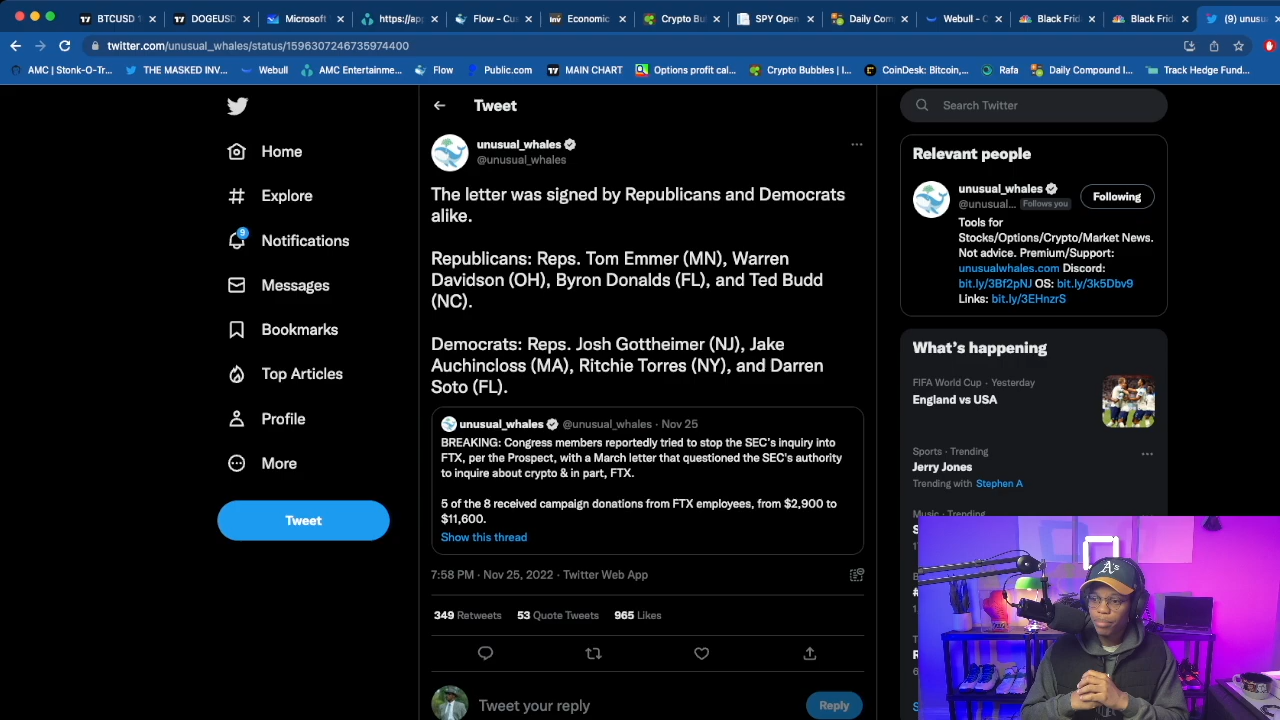 BTCUSD 1
DOGEUSD
Microsoft
https://app
Flow - Cus
Economic
Crypto Bu
SPY Open
Daily Com
Webull - C
Black Frid
Black Frid
(9) unusu
twitter.com/unusual_whales/status/1596307246735974400
AMC | Stonk-O-Tr...
THE MASKED INV...
Webull
AMC Entertainme...
Flow
Public.com
MAIN CHART
Options profit cal...
Crypto Bubbles | I...
CoinDesk: Bitcoin,...
Rafa
Daily Compound I...
Track Hedge Fund...
Home
Explore
9
Notifications
Messages
Bookmarks
Top Articles
Profile
More
Tweet
Tweet
unusual_whales
@unusual_whales
The letter was signed by Republicans and Democrats
alike.
Republicans: Reps. Tom Emmer (MN), Warren
Davidson (OH), Byron Donalds (FL), and Ted Budd
(NC).
Democrats: Reps. Josh Gottheimer (NJ), Jake
Auchincloss (MA), Ritchie Torres (NY), and Darren
Soto (FL).
unusual_whales @unusual_whales · Nov 25
BREAKING: Congress members reportedly tried to stop the SEC's inquiry into
FTX, per the Prospect, with a March letter that questioned the SEC's authority
to inquire about crypto & in part, FTX.
5 of the 8 received campaign donations from FTX employees, from $2,900 to
$11,600.
Show this thread
7:58 PM · Nov 25, 2022 · Twitter Web App
349 Retweets 53 Quote Tweets 965 Likes
Tweet your reply
Reply
Search Twitter
Relevant people
unusual_whales
@unusual... Follows you
Following
Tools for
Stocks/Options/Crypto/Market News.
Not advice. Premium/Support:
unusualwhales.com Discord:
bit.ly/3Bf2pNJ OS: bit.ly/3k5Dbv9
Links: bit.ly/3EHnzrS
What's happening
FIFA World Cup · Yesterday
England vs USA
Sports · Trending
Jerry Jones
Trending with Stephen A
Music · Trending
A's